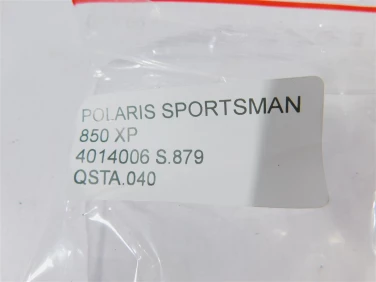 POLARIS SPORTSMAN
850 XP
4014006 S.879
QSTA.040